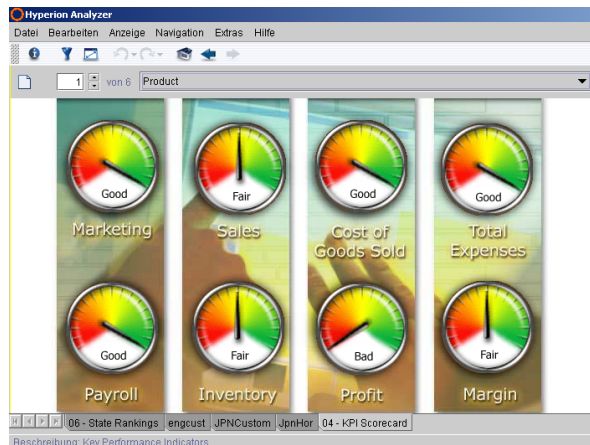 Hyperion Analyzer
Datei Bearbeiten Anzeige Navigation Extras Hilfe
1 von 6 Product
Good Fair Good Good
Marketing Sales Cost of Goods Sold Total Expenses
Good Fair Bad Fair
Payroll Inventory Profit Margin
06 - State Rankings engcust JPNCustom JpnHor 04 - KPI Scorecard
Beschreibung: Key Performance Indicators